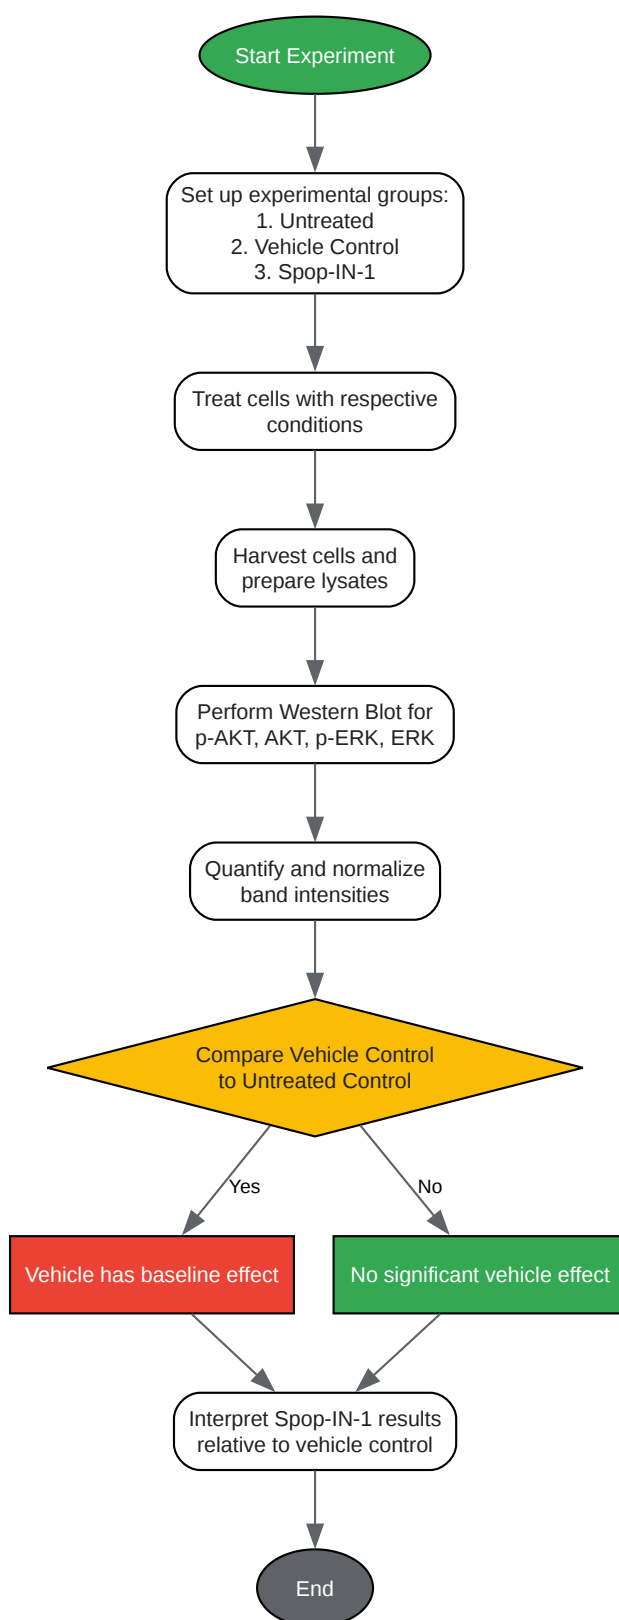 Start Experiment
Set up experimental groups:
1. Untreated
2. Vehicle Control
3. Spop-IN-1
Treat cells with respective
conditions
Harvest cells and
prepare lysates
Perform Western Blot for
p-AKT, AKT, p-ERK, ERK
Quantify and normalize
band intensities
Compare Vehicle Control
to Untreated Control
Yes
No
Vehicle has baseline effect
No significant vehicle effect
Interpret Spop-IN-1 results
relative to vehicle control
End